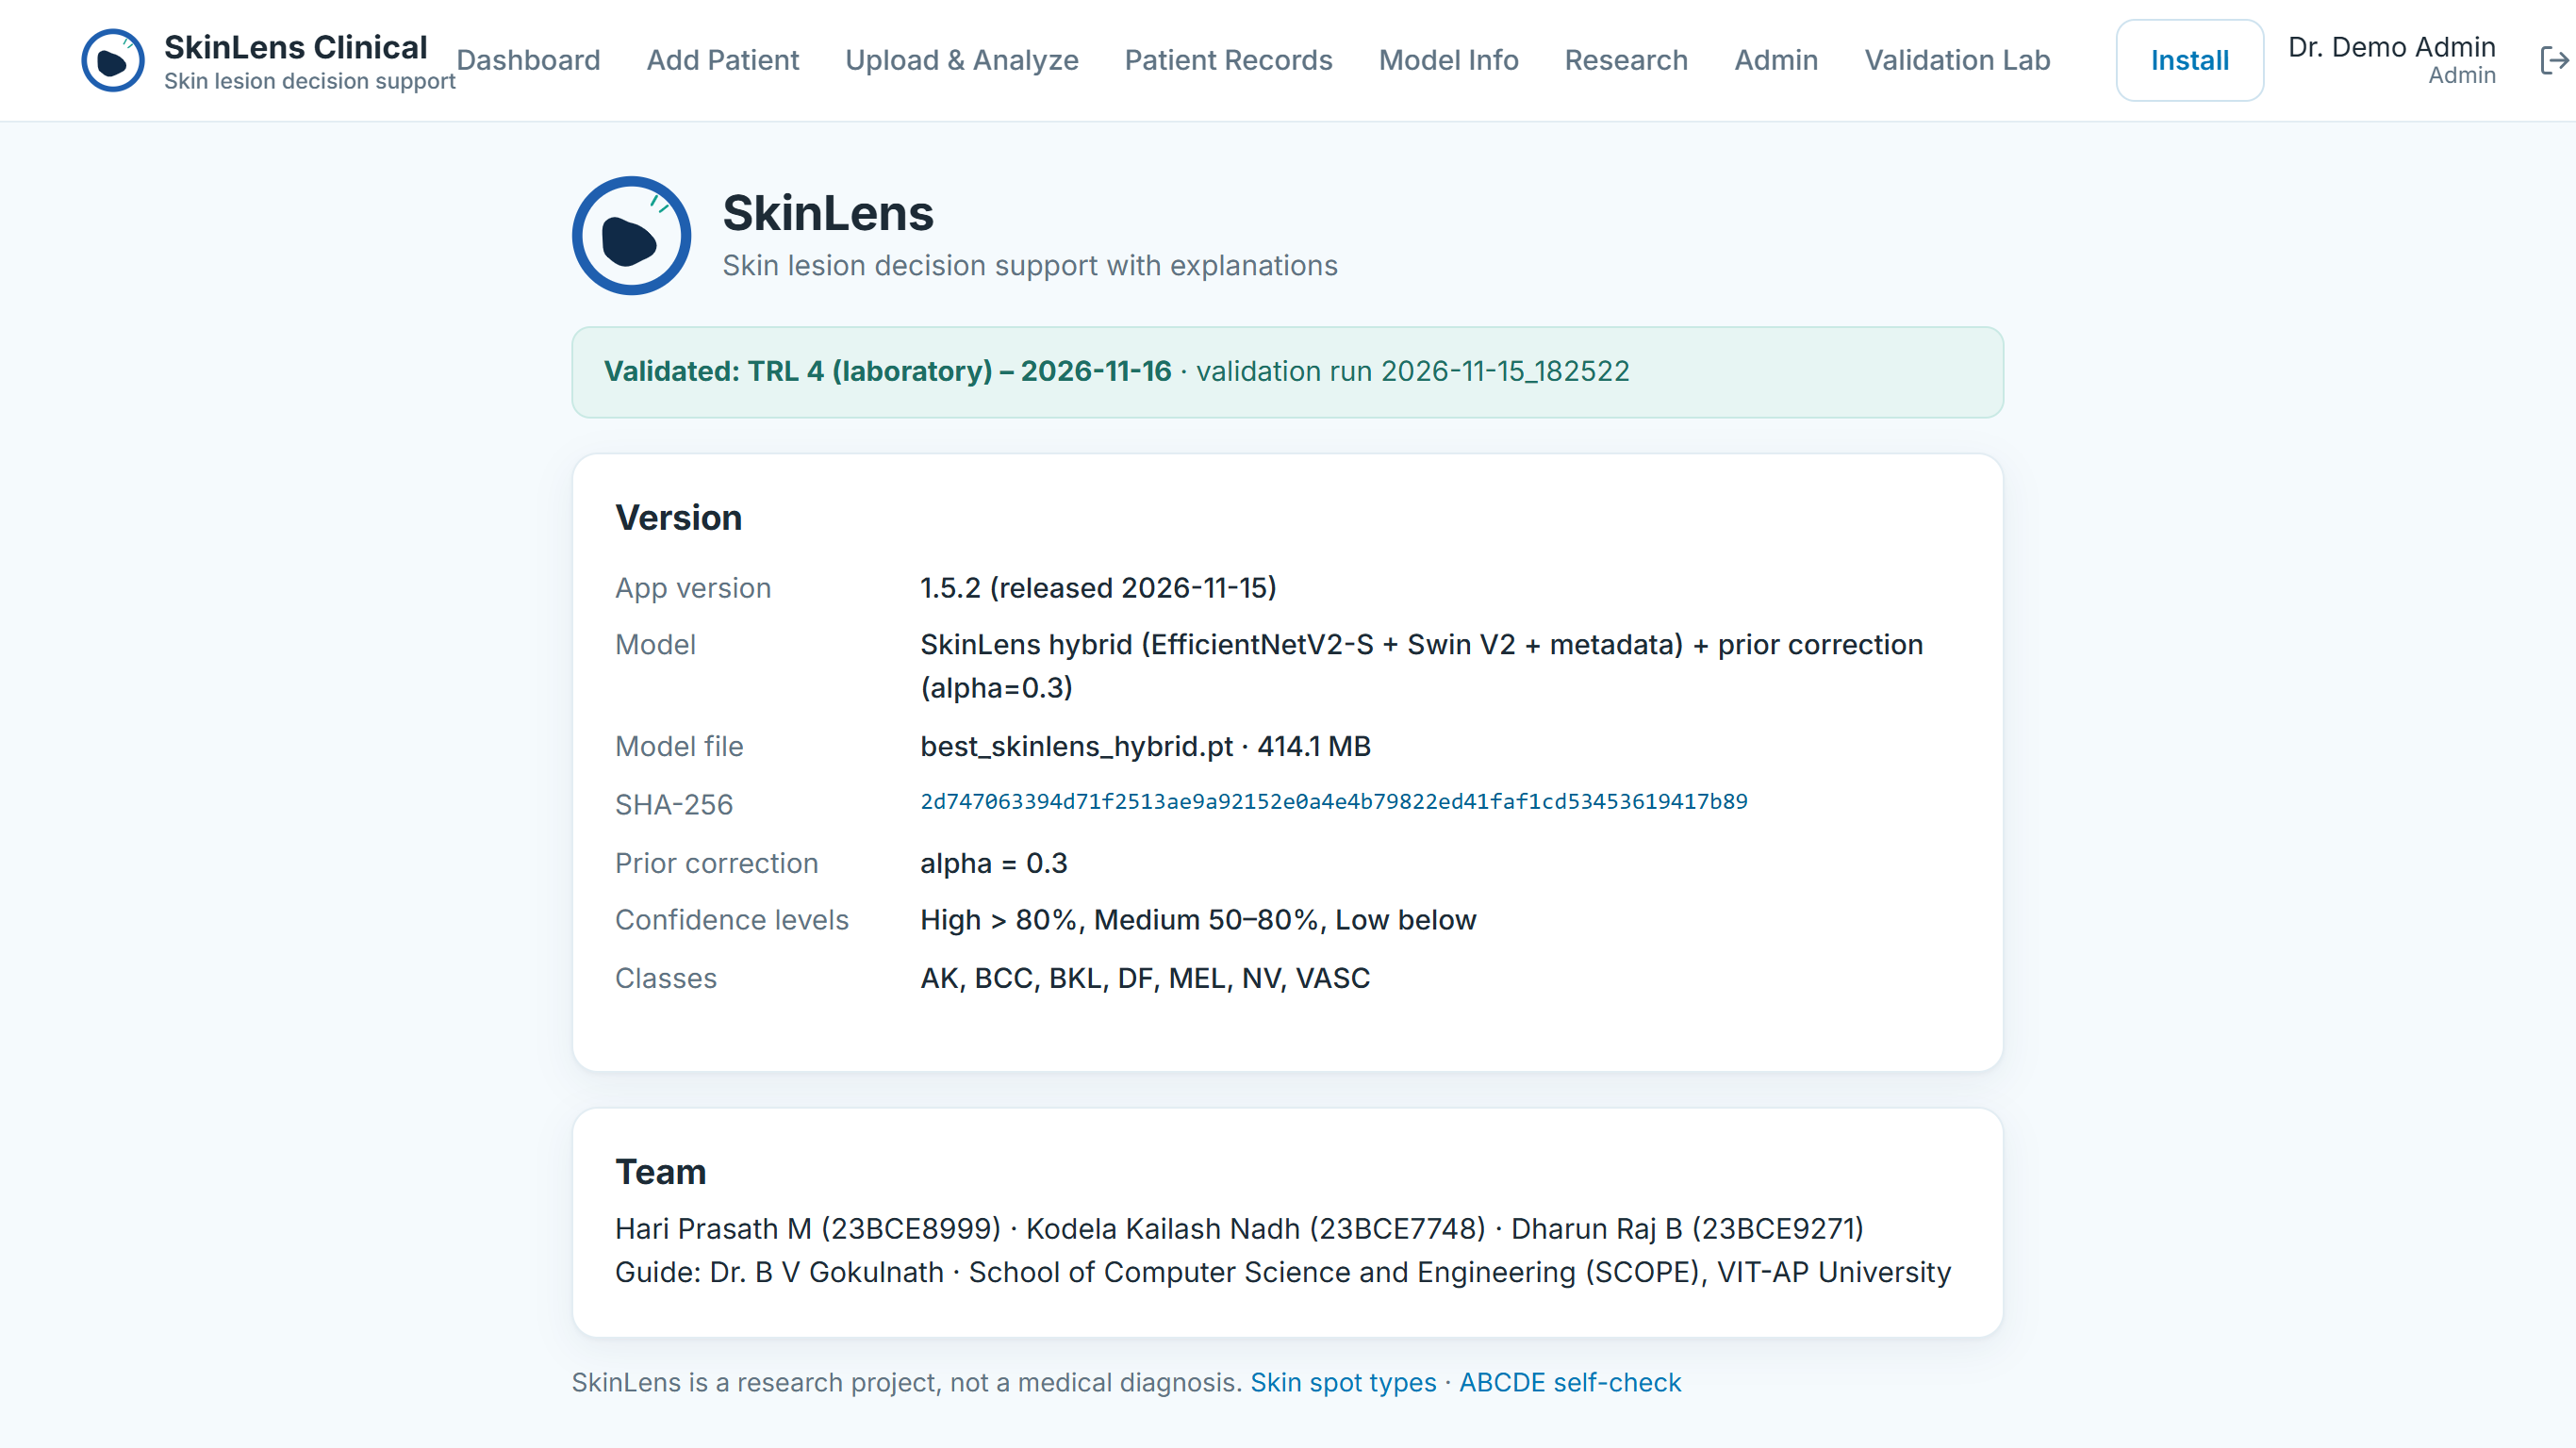 SkinLens Clinical
Skin lesion decision support
Dashboard Add Patient Upload & Analyze Patient Records Model Info Research Admin Validation Lab
Install
Dr. Demo Admin
Admin
SkinLens
Skin lesion decision support with explanations
Validated: TRL 4 (laboratory) – 2026-11-16 · validation run 2026-11-15_182522
Version
App version 1.5.2 (released 2026-11-15)
Model SkinLens hybrid (EfficientNetV2-S + Swin V2 + metadata) + prior correction
(alpha=0.3)
Model file best_skinlens_hybrid.pt · 414.1 MB
SHA-256 2d747063394d71f2513ae9a92152e0a4e4b79822ed41faf1cd53453619417b89
Prior correction alpha = 0.3
Confidence levels High > 80%, Medium 50–80%, Low below
Classes AK, BCC, BKL, DF, MEL, NV, VASC
Team
Hari Prasath M (23BCE8999) · Kodela Kailash Nadh (23BCE7748) · Dharun Raj B (23BCE9271)
Guide: Dr. B V Gokulnath · School of Computer Science and Engineering (SCOPE), VIT-AP University
SkinLens is a research project, not a medical diagnosis. Skin spot types · ABCDE self-check